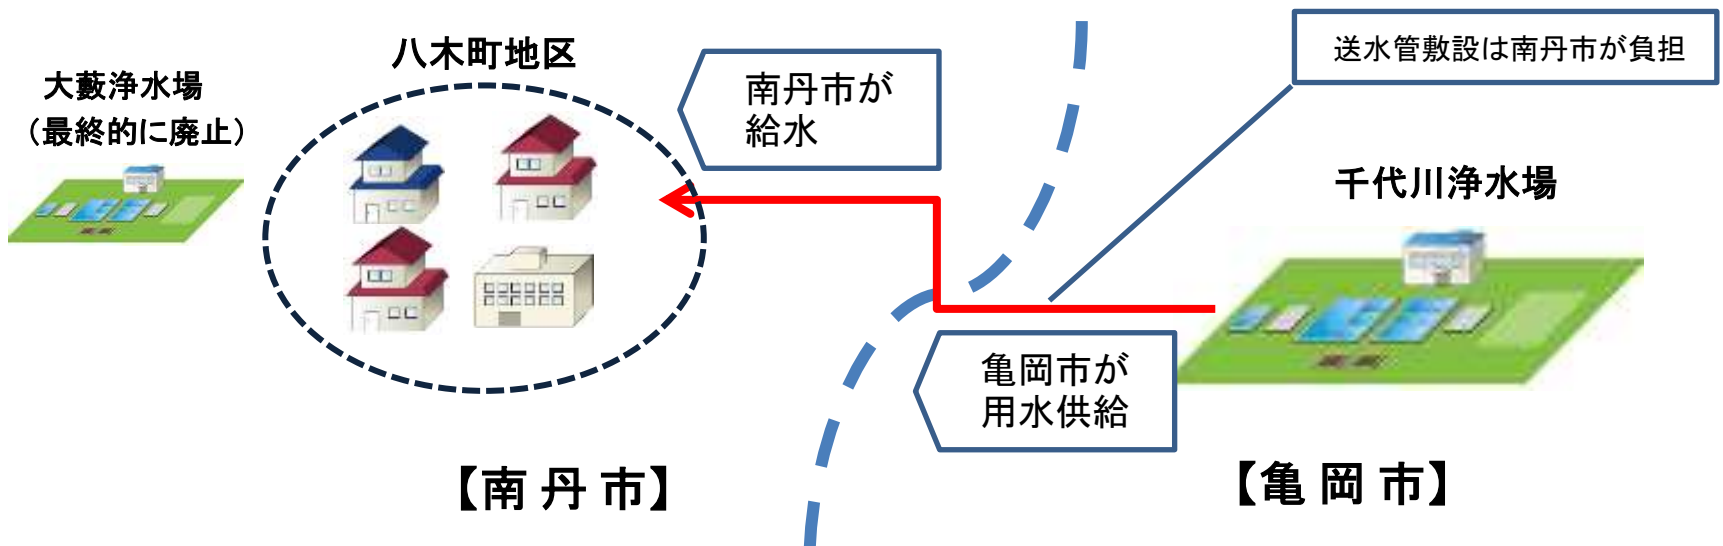 大藪浄水場
（最終的に廃止）
八木町地区
南丹市が
給水
送水管敷設は南丹市が負担
千代川浄水場
亀岡市が
用水供給
【南 丹 市】
【亀 岡 市】